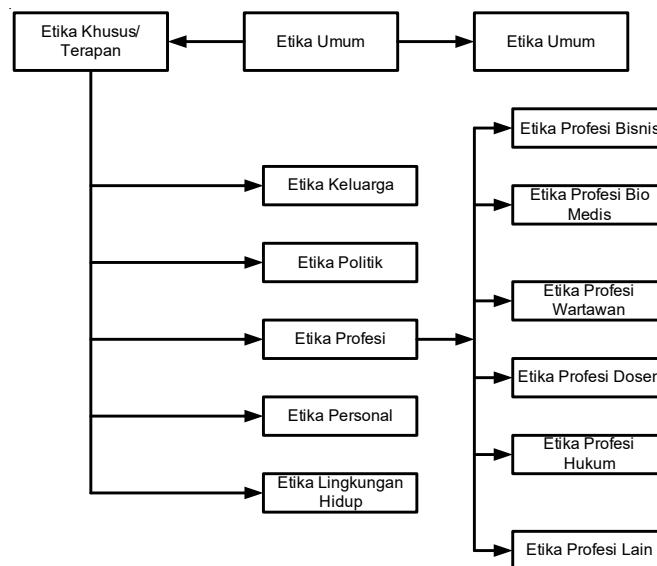 Etika Khusus/
Terapan
Etika Umum
Etika Umum
Etika Keluarga
Etika Politik
Etika Profesi
Etika Personal
Etika Lingkungan
Hidup
Etika Profesi Bisnis
Etika Profesi Bio
Medis
Etika Profesi
Wartawan
Etika Profesi Dosen
Etika Profesi
Hukum
Etika Profesi Lain